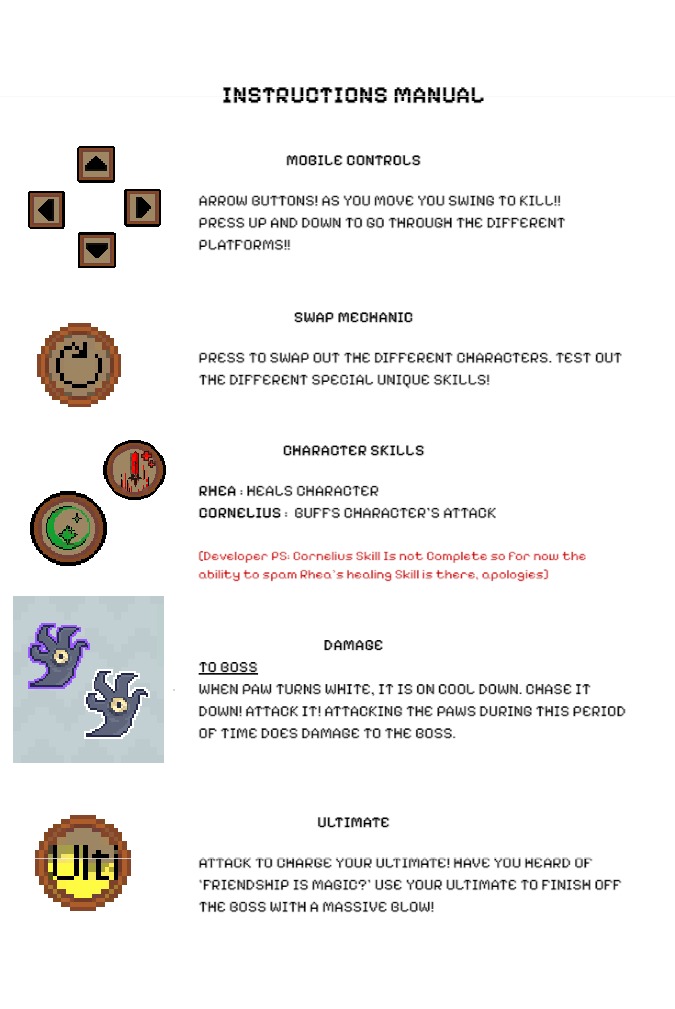 INSTRUCTIONS MANUAL
MOBILE CONTROLS
ARROW BUTTONS! AS YOU MOVE YOU SWING TO KILL!!
PRESS UP AND DOWN TO GO THROUGH THE DIFFERENT
PLATFORMS!!
SWAP MECHANIC
PRESS TO SWAP OUT THE DIFFERENT CHARACTERS. TEST OUT
THE DIFFERENT SPECIAL UNIQUE SKILLS!
CHARACTER SKILLS
RHEA : HEALS CHARACTER
CORNELIUS : BUFFS CHARACTER'S ATTACK
(Developer PS: Cornelius Skill Is not Complete so for now the
ability to spam Rhea's healing Skill is there, apologies)
DAMAGE
TO BOSS
WHEN PAW TURNS WHITE, IT IS ON COOL DOWN. CHASE IT
DOWN! ATTACK IT! ATTACKING THE PAWS DURING THIS PERIOD
OF TIME DOES DAMAGE TO THE BOSS.
ULTIMATE
Ulti
ATTACK TO CHARGE YOUR ULTIMATE! HAVE YOU HEARD OF
'FRIENDSHIP IS MAGIC?' USE YOUR ULTIMATE TO FINISH OFF
THE BOSS WITH A MASSIVE BLOW!